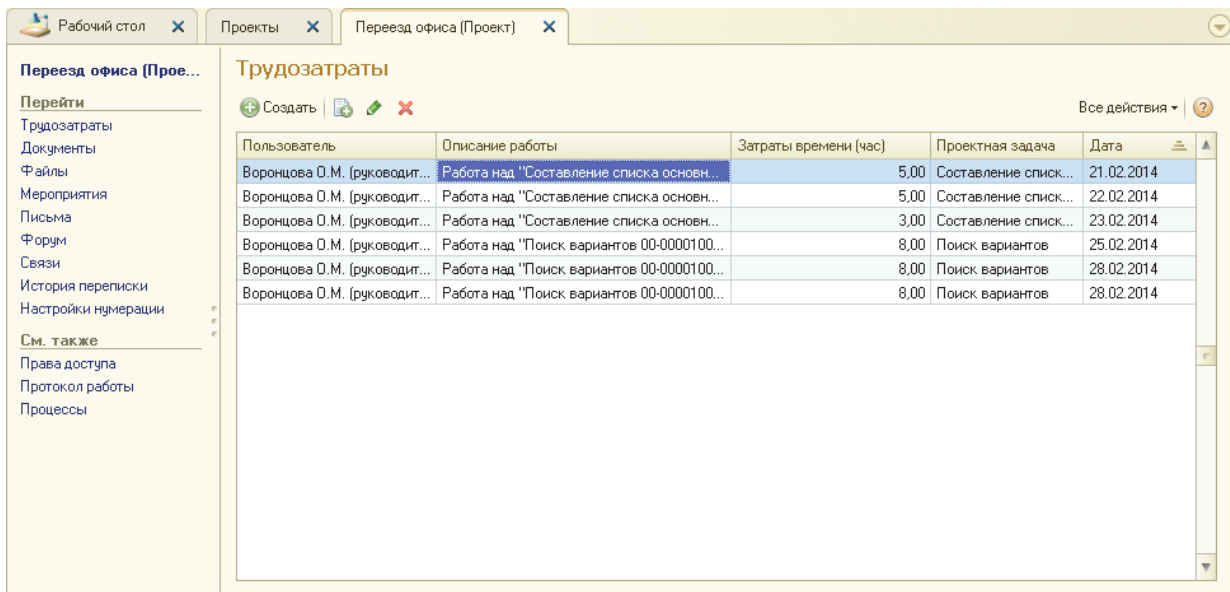 Рабочий стол
Проекты
Переезд офиса (Проект)
Переезд офиса (Прое...
Перейти
Трудозатраты
Документы
Файлы
Мероприятия
Письма
Форум
Связи
История переписки
Настройки нумерации
См. также
Права доступа
Протокол работы
Процессы
Трудозатраты
Создать
Все действия
Пользователь Описание работы Затраты времени (час) Проектная задача Дата
Воронцова О.М. (руководит... Работа над "Составление списка основн... 5,00 Составление списк... 21.02.2014
Воронцова О.М. (руководит... Работа над "Составление списка основн... 5,00 Составление списк... 22.02.2014
Воронцова О.М. (руководит... Работа над "Составление списка основн... 3,00 Составление списк... 23.02.2014
Воронцова О.М. (руководит... Работа над "Поиск вариантов 00-0000100... 8,00 Поиск вариантов 25.02.2014
Воронцова О.М. (руководит... Работа над "Поиск вариантов 00-0000100... 8,00 Поиск вариантов 28.02.2014
Воронцова О.М. (руководит... Работа над "Поиск вариантов 00-0000100... 8,00 Поиск вариантов 28.02.2014